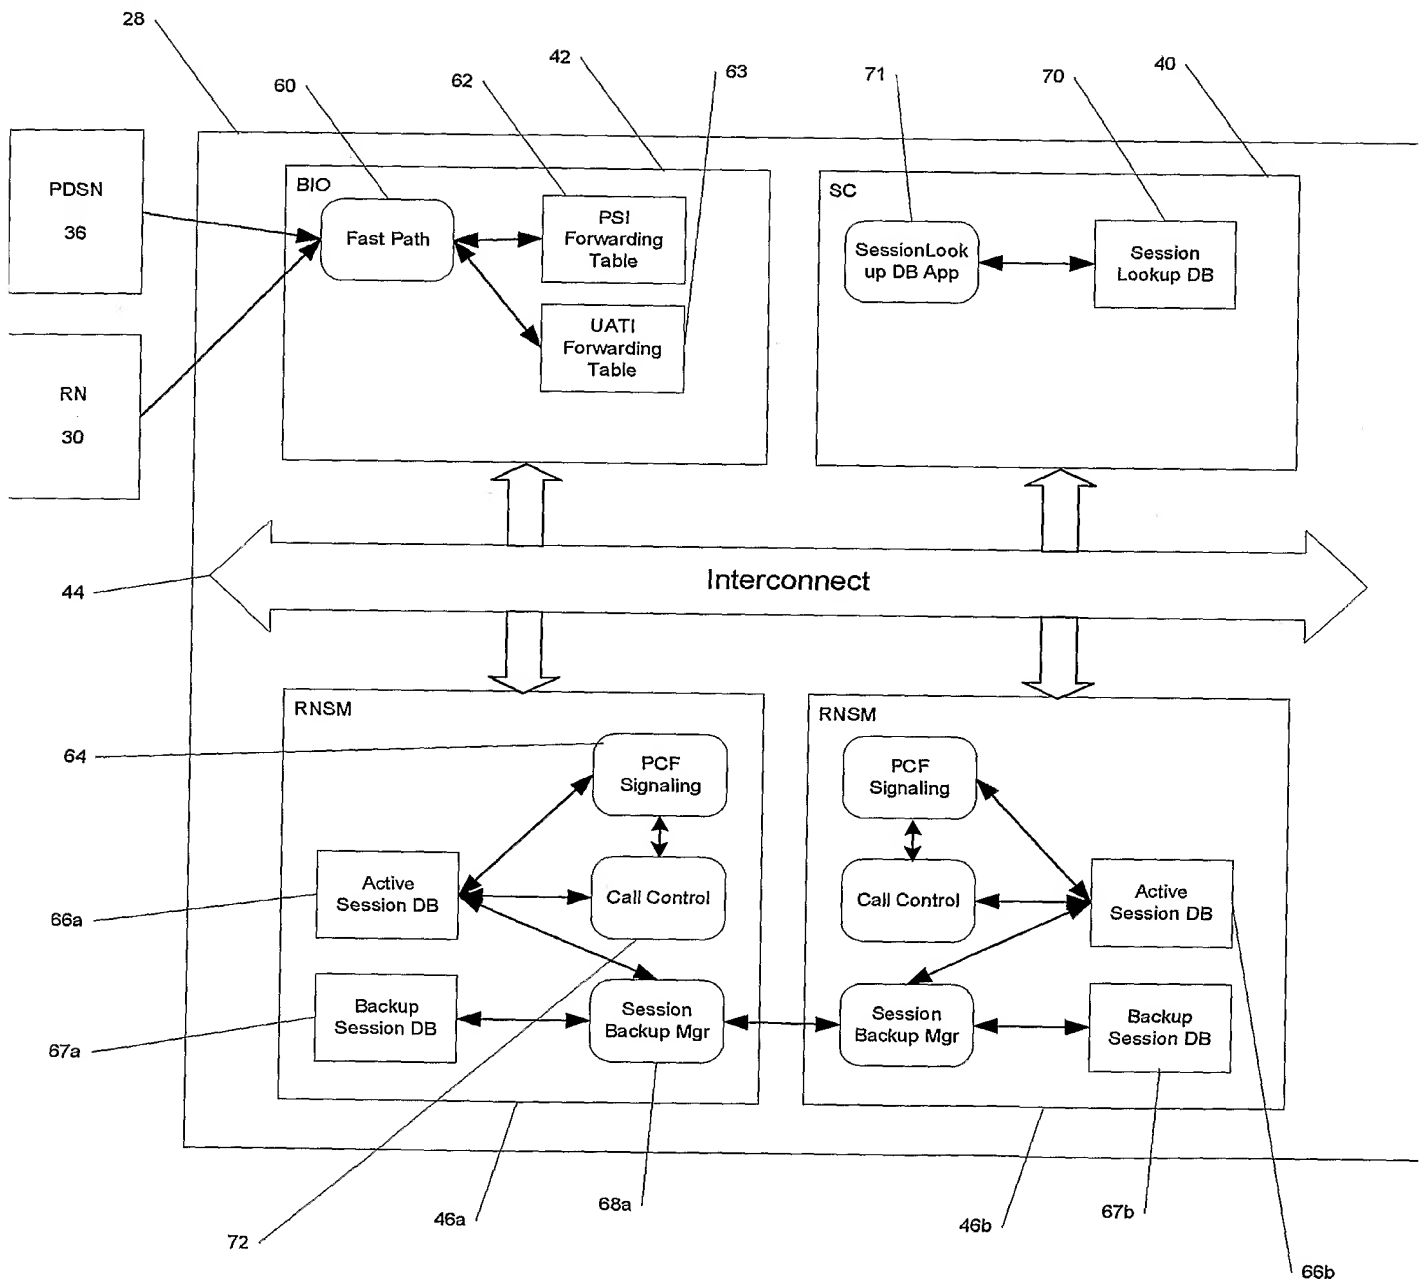 28
42
63
71
70
40
60
62
PDSN
36
BIO
Fast Path
PSI
Forwarding
Table
UATI
Forwarding
Table
SC
SessionLook
up DB App
Session
Lookup DB
RN
30
44
Interconnect
RNSM
64
PCF
Signaling
Active
Session DB
Call Control
66a
Backup
Session DB
Session
Backup Mgr
67a
RNSM
PCF
Signaling
Call Control
Active
Session DB
Session
Backup Mgr
Backup
Session DB
72
46a
68a
46b
67b
66b